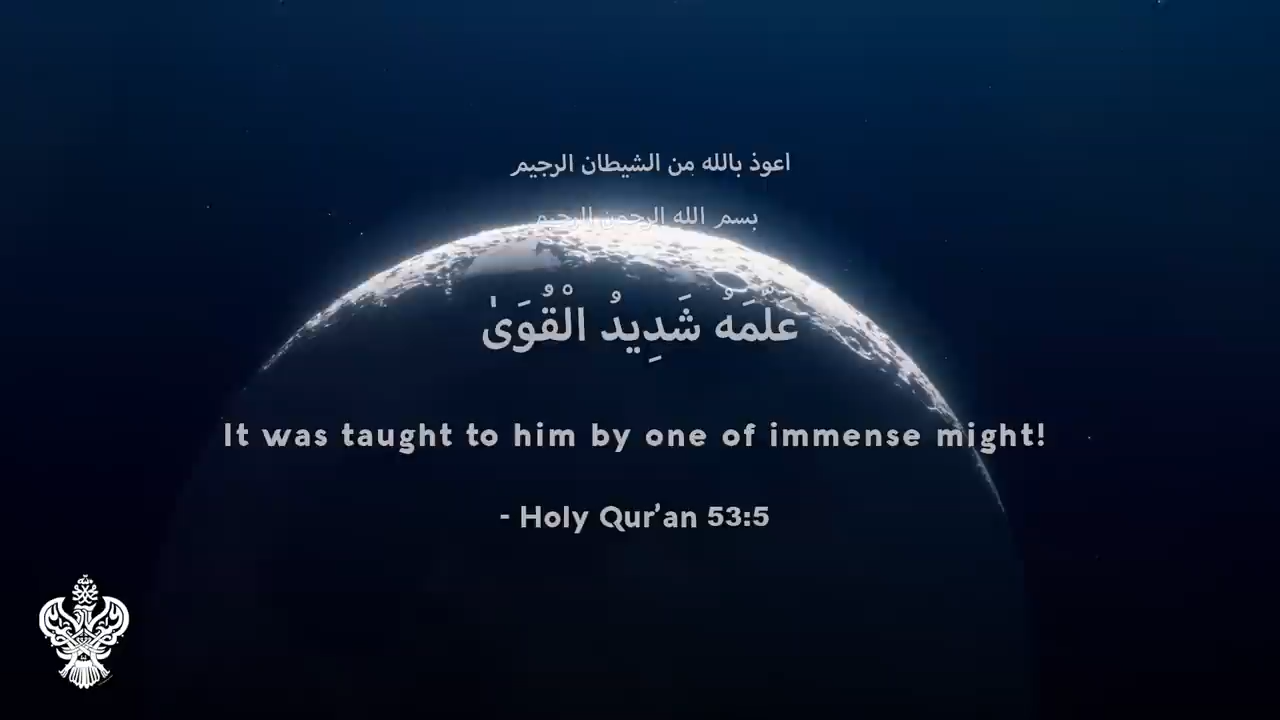 اعوذ بالله من الشيطان الرجيم
بسم الله الرحمن الرحيم
عَلَّمَهُ شَدِيدُ الْقُوَىٰ
It was taught to him by one of immense might!
- Holy Qur'an 53:5